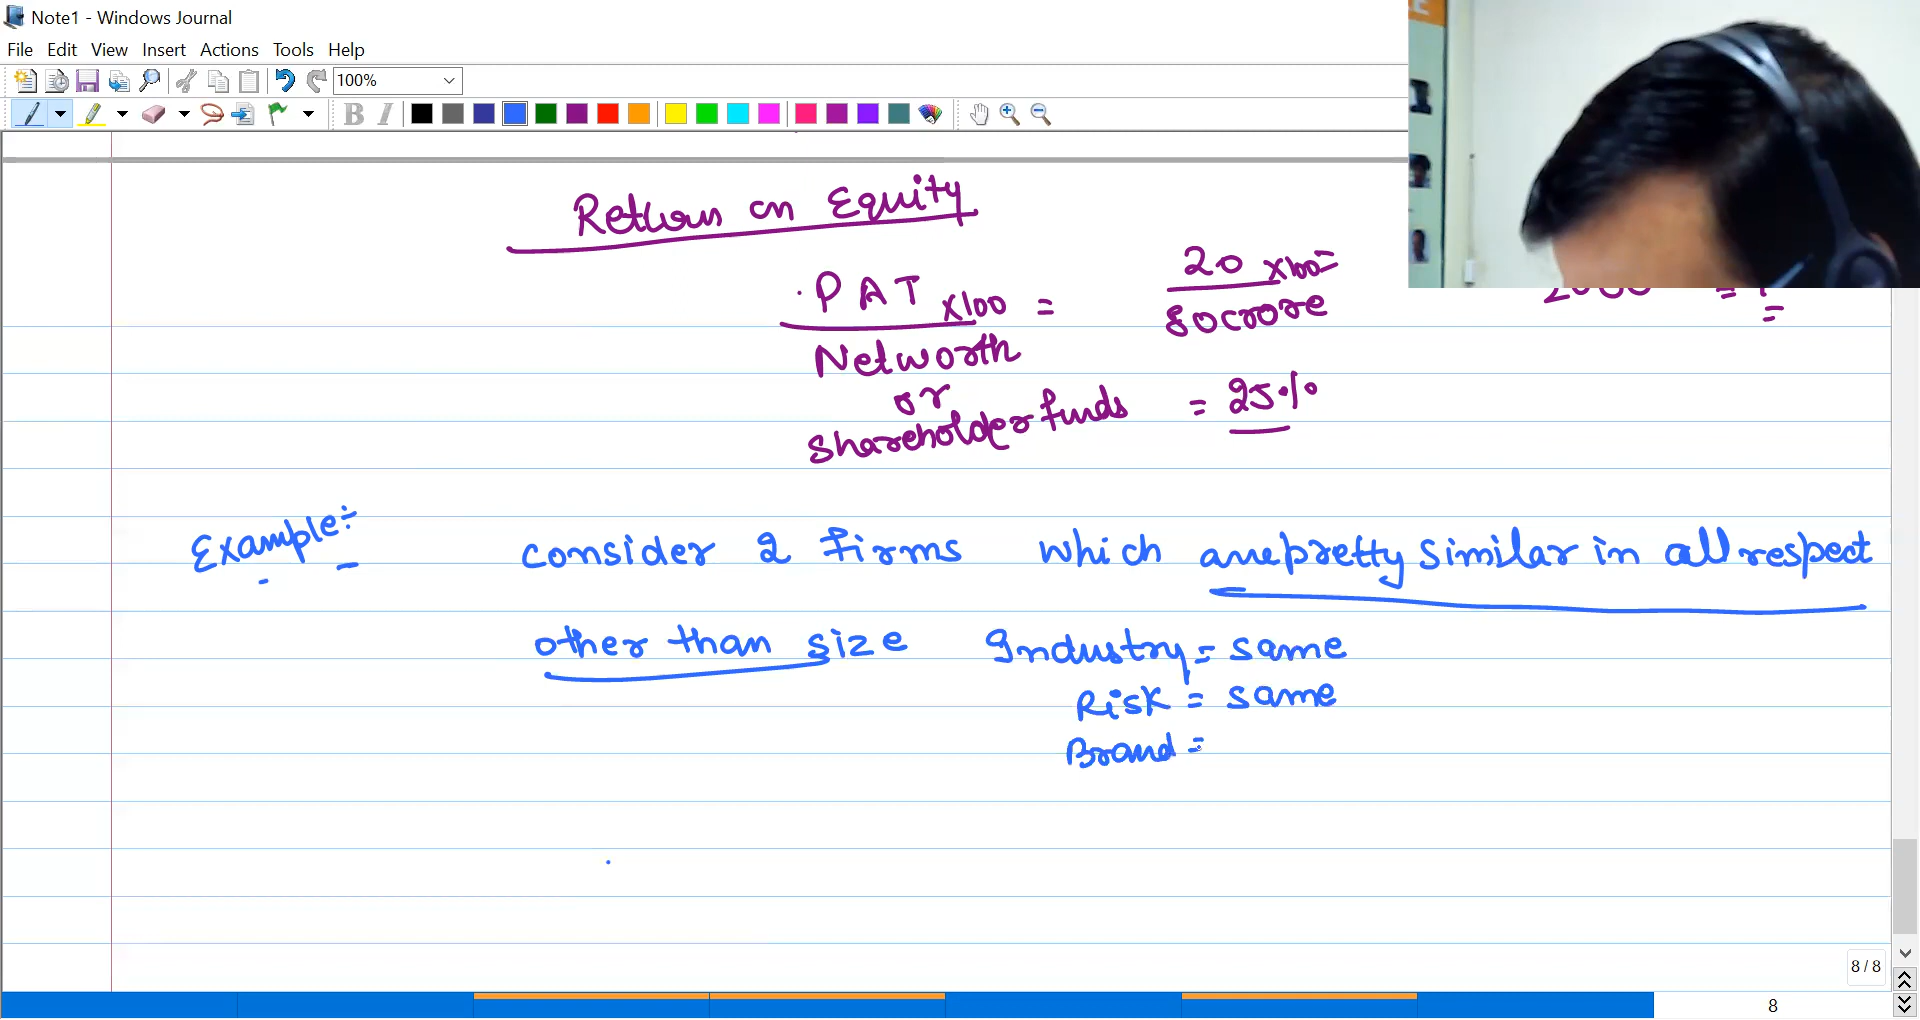 Note1 - Windows Journal
File Edit View Insert Actions Tools Help
100%
B I
Return on Equity
PAT x100 = 20 x100=
Networth 80 crore
or
Shareholder funds = 25%
Example:- consider 2 firms which are pretty similar in all respect
other than size Industry = same
Risk = same
Brand =
8 / 8
8